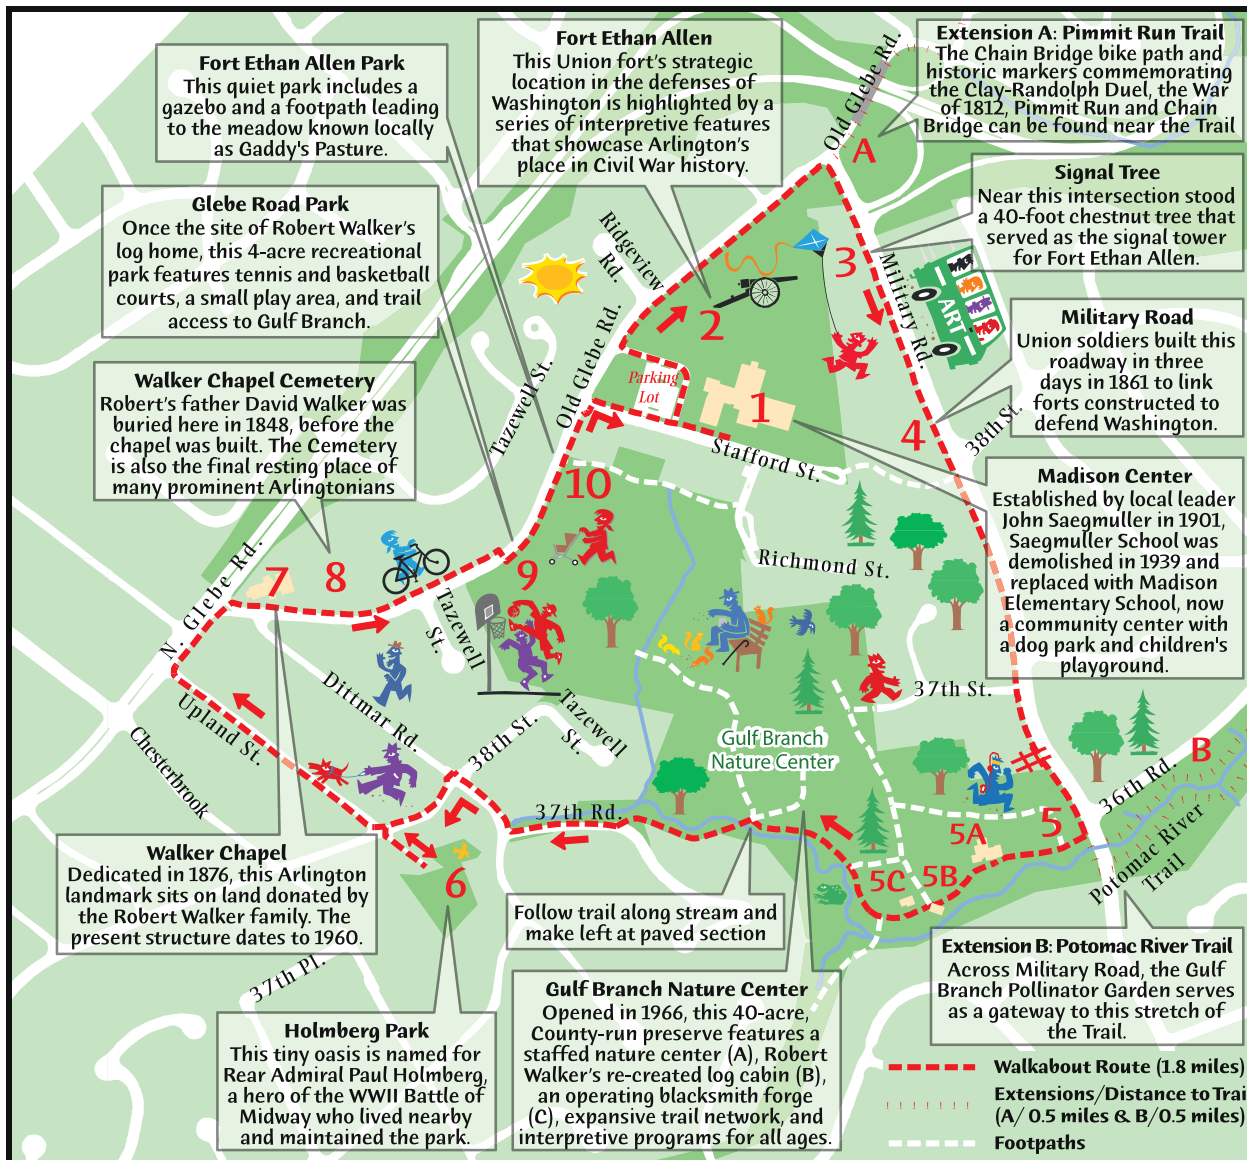 Fort Ethan Allen Park
This quiet park includes a
gazebo and a footpath leading
to the meadow known locally
as Gaddy's Pasture.
Fort Ethan Allen
This Union fort's strategic
location in the defenses of
Washington is highlighted by a
series of interpretive features
that showcase Arlington's
place in Civil War history.
Old Glebe Rd.
Extension A: Pimmit Run Trail
The Chain Bridge bike path and
historic markers commemorating
the Clay-Randolph Duel, the War
of 1812, Pimmit Run and Chain
Bridge can be found near the Trail
A
Signal Tree
Near this intersection stood
a 40-foot chestnut tree that
served as the signal tower
for Fort Ethan Allen.
Glebe Road Park
Once the site of Robert Walker's
log home, this 4-acre recreational
park features tennis and basketball
courts, a small play area, and trail
access to Gulf Branch.
Ridgeview
Rd.
3
Military Rd.
ART
2
Old Glebe Rd.
Military Road
Union soldiers built this
roadway in three
days in 1861 to link
forts constructed to
defend Washington.
Walker Chapel Cemetery
Robert's father David Walker was
buried here in 1848, before the
chapel was built. The Cemetery
is also the final resting place of
many prominent Arlingtonians
Tazewell St.
Parking
Lot
1
4
38th St.
Stafford St.
10
Madison Center
Established by local leader
John Saegmuller in 1901,
Saegmuller School was
demolished in 1939 and
replaced with Madison
Elementary School, now
a community center with
a dog park and children's
playground.
N. Glebe Rd.
7
8
9
Richmond St.
Tazewell
St.
37th St.
Upland St.
Dittmar Rd.
38th St.
Tazewell
St.
Gulf Branch
Nature Center
Chesterbrook
B
36th Rd.
37th Rd.
5
5A
5B
5C
Potomac River
Trail
Walker Chapel
Dedicated in 1876, this Arlington
landmark sits on land donated by
the Robert Walker family. The
present structure dates to 1960.
6
Follow trail along stream and
make left at paved section
37th Pl.
Extension B: Potomac River Trail
Across Military Road, the Gulf
Branch Pollinator Garden serves
as a gateway to this stretch of
the Trail.
Holmberg Park
This tiny oasis is named for
Rear Admiral Paul Holmberg,
a hero of the WWII Battle of
Midway who lived nearby
and maintained the park.
Gulf Branch Nature Center
Opened in 1966, this 40-acre,
County-run preserve features a
staffed nature center (A), Robert
Walker's re-created log cabin (B),
an operating blacksmith forge
(C), expansive trail network, and
interpretive programs for all ages.
Walkabout Route (1.8 miles)
Extensions/Distance to Trai
(A/ 0.5 miles & B/0.5 miles)
Footpaths